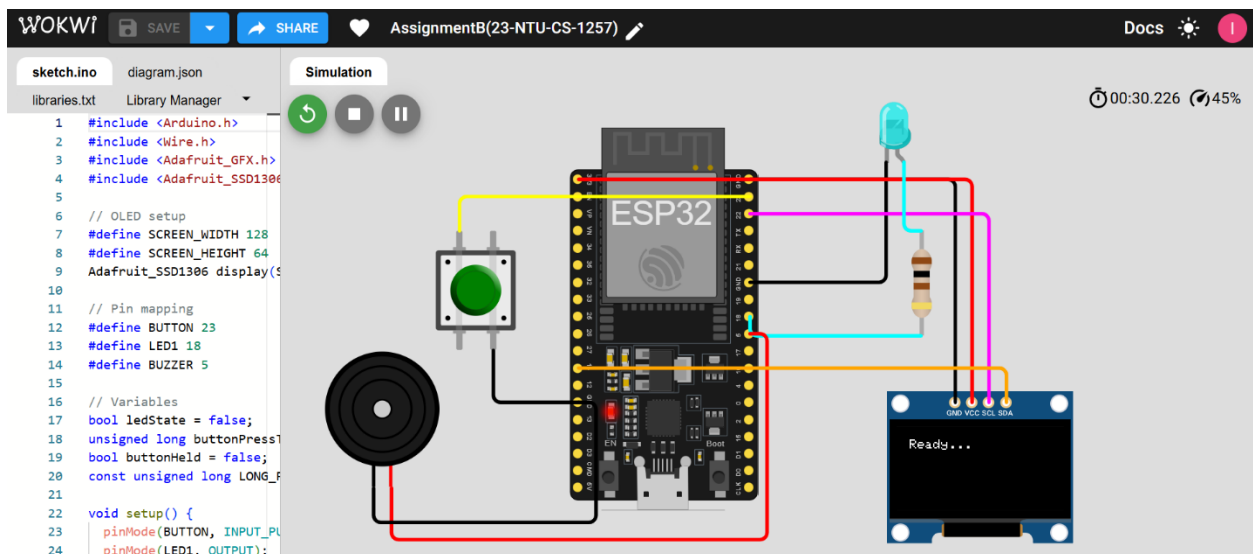 WOKWI SAVE SHARE AssignmentB(23-NTU-CS-1257) Docs I
sketch.ino diagram.json
libraries.txt Library Manager
1 #include <Arduino.h>
2 #include <Wire.h>
3 #include <Adafruit_GFX.h>
4 #include <Adafruit_SSD1306
5
6 // OLED setup
7 #define SCREEN_WIDTH 128
8 #define SCREEN_HEIGHT 64
9 Adafruit_SSD1306 display(S
10
11 // Pin mapping
12 #define BUTTON 23
13 #define LED1 18
14 #define BUZZER 5
15
16 // Variables
17 bool ledState = false;
18 unsigned long buttonPressT
19 bool buttonHeld = false;
20 const unsigned long LONG_P
21
22 void setup() {
23 pinMode(BUTTON, INPUT_PU
24 pinMode(LED1, OUTPUT);
Simulation
00:30.226 45%
ESP32
EN Boot
GND VCC SCL SDA
Ready...